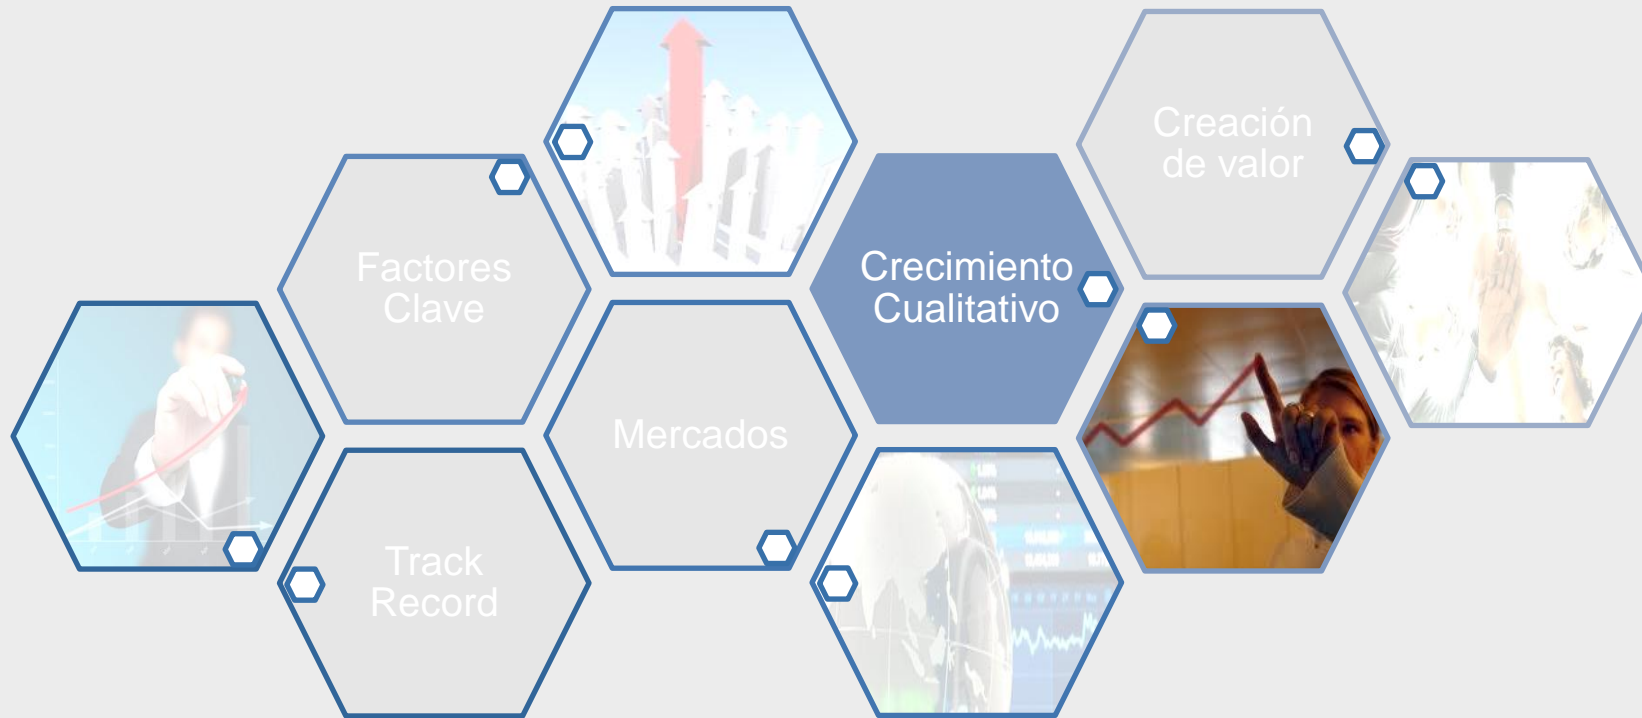 Creación
de valor
Factores
Clave
Crecimiento
Cualitativo
Mercados
Track
Record